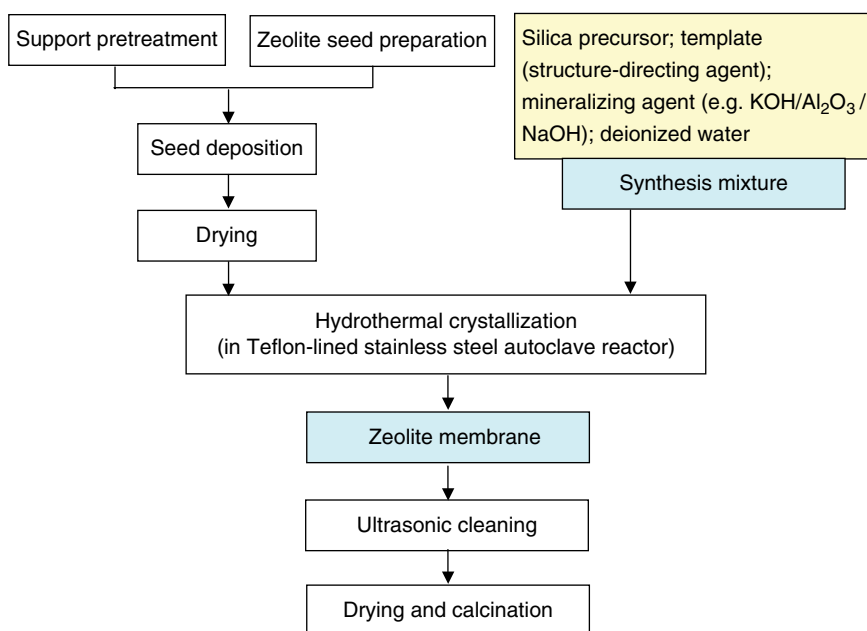 Support pretreatment
Zeolite seed preparation
Silica precursor; template
(structure-directing agent);
mineralizing agent (e.g. KOH/Al₂O₃/
NaOH); deionized water
Seed deposition
Synthesis mixture
Drying
Hydrothermal crystallization
(in Teflon-lined stainless steel autoclave reactor)
Zeolite membrane
Ultrasonic cleaning
Drying and calcination